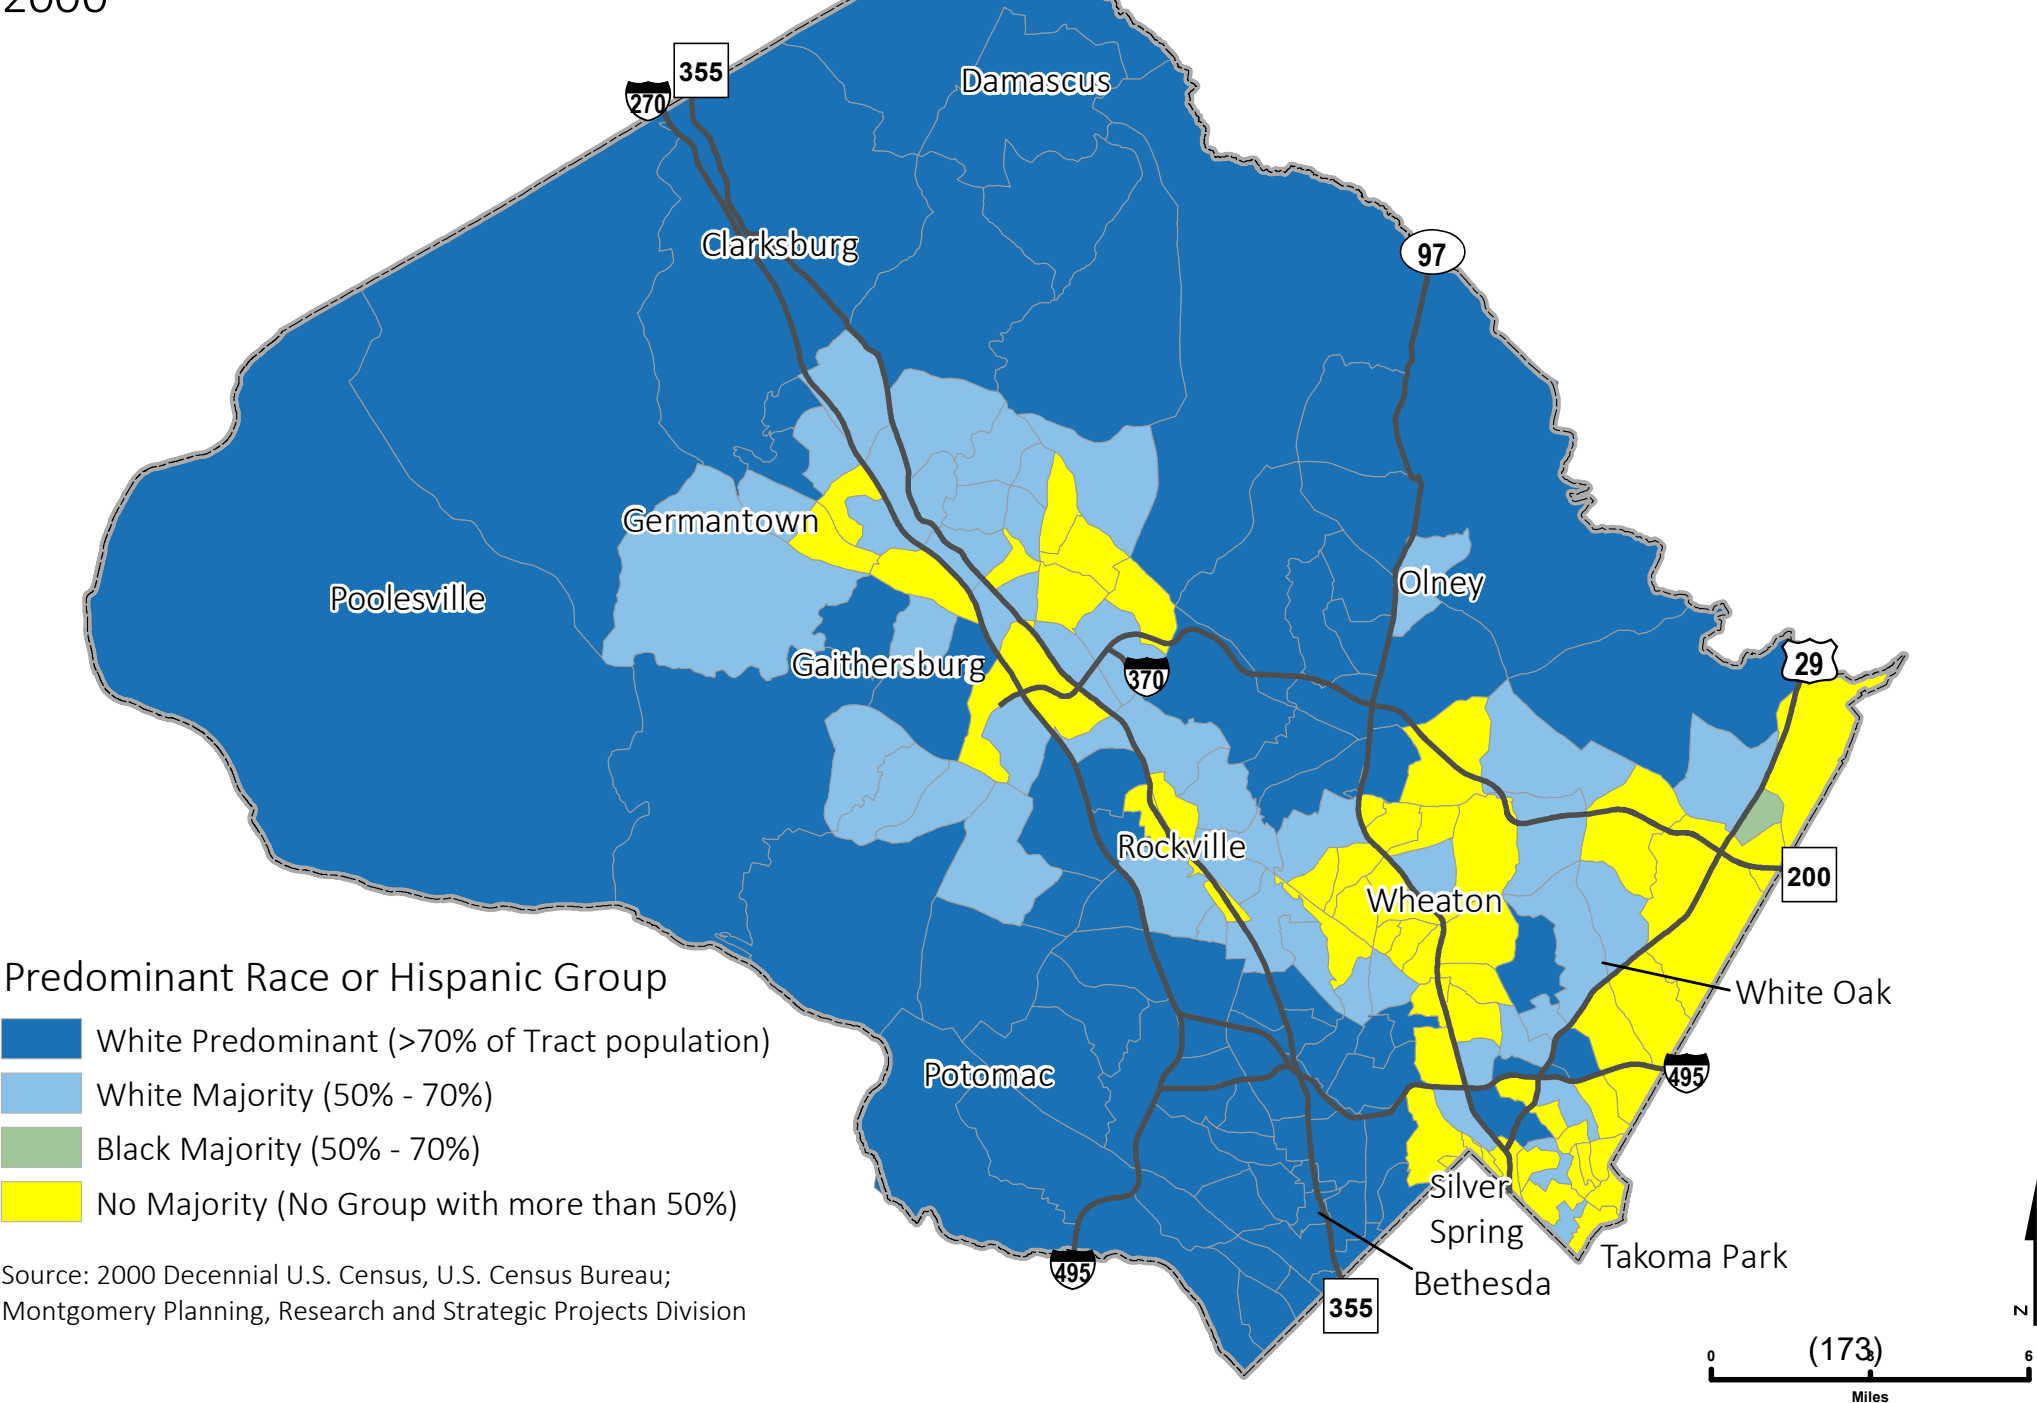 2000
355
270
Damascus
Clarksburg
97
Germantown
Olney
Poolesville
29
Gaithersburg
370
Rockville
200
Wheaton
White Oak
Predominant Race or Hispanic Group
White Predominant (>70% of Tract population)
White Majority (50% - 70%)
Black Majority (50% - 70%)
No Majority (No Group with more than 50%)
Potomac
495
Silver
Spring
Takoma Park
495
Bethesda
355
Source: 2000 Decennial U.S. Census, U.S. Census Bureau;
Montgomery Planning, Research and Strategic Projects Division
N
(173)
0 3 6
Miles